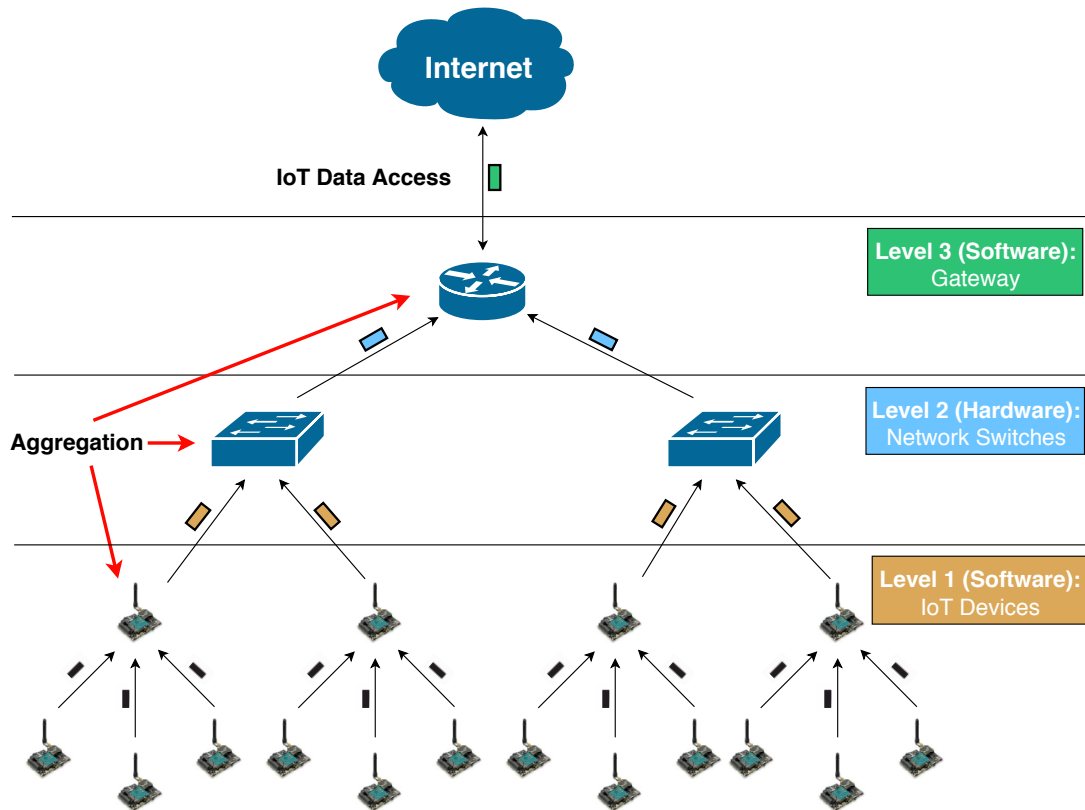 Internet
IoT Data Access
Level 3 (Software):
Gateway
Level 2 (Hardware):
Network Switches
Aggregation
Level 1 (Software):
IoT Devices